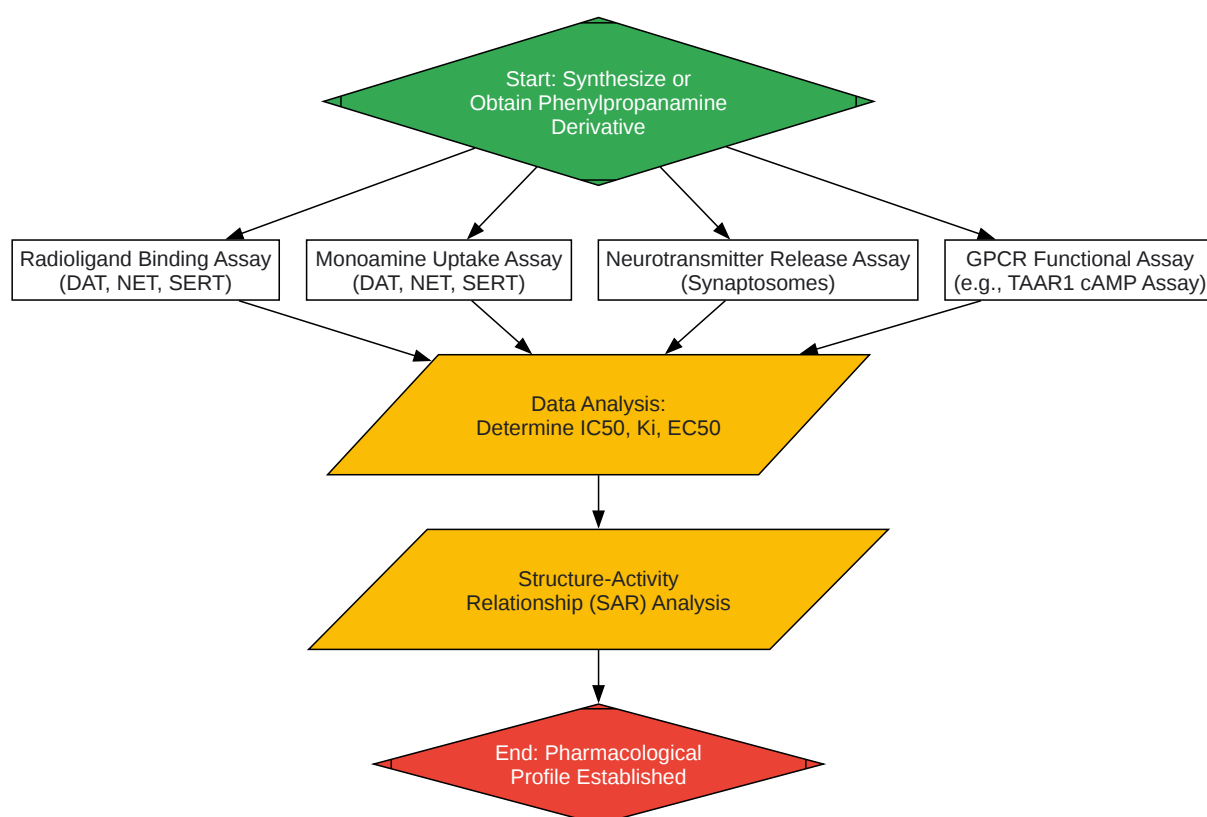 Start: Synthesize or
Obtain Phenylpropanamine
Derivative
Radioligand Binding Assay
(DAT, NET, SERT)
Monoamine Uptake Assay
(DAT, NET, SERT)
Neurotransmitter Release Assay
(Synaptosomes)
GPCR Functional Assay
(e.g., TAAR1 cAMP Assay)
Data Analysis:
Determine IC50, Ki, EC50
Structure-Activity
Relationship (SAR) Analysis
End: Pharmacological
Profile Established